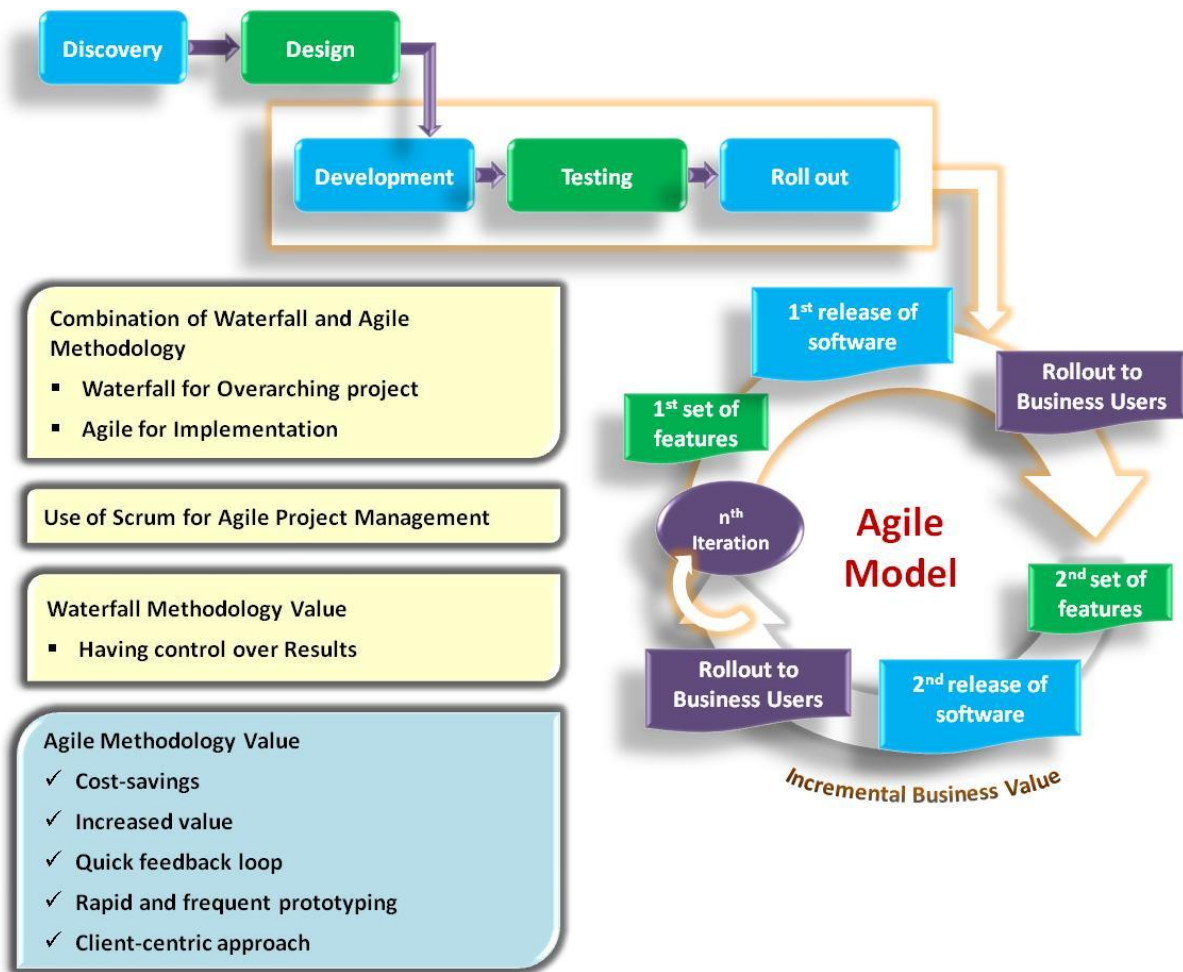 Discovery
Design
Development
Testing
Roll out
Combination of Waterfall and Agile
Methodology
▪ Waterfall for Overarching project
▪ Agile for Implementation
Use of Scrum for Agile Project Management
Waterfall Methodology Value
▪ Having control over Results
Agile Methodology Value
✓ Cost-savings
✓ Increased value
✓ Quick feedback loop
✓ Rapid and frequent prototyping
✓ Client-centric approach
1st release of
software
Rollout to
Business Users
1st set of
features
nth
Iteration
Agile
Model
2nd set of
features
Rollout to
Business Users
2nd release of
software
Incremental Business Value